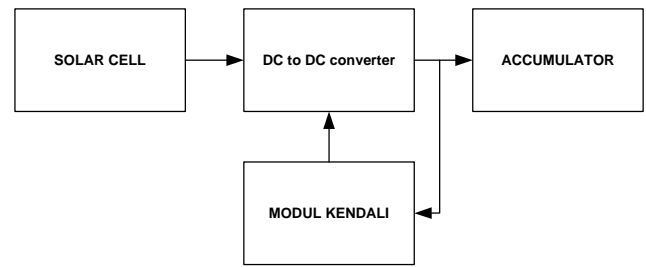 SOLAR CELL
DC to DC converter
ACCUMULATOR
MODUL KENDALI